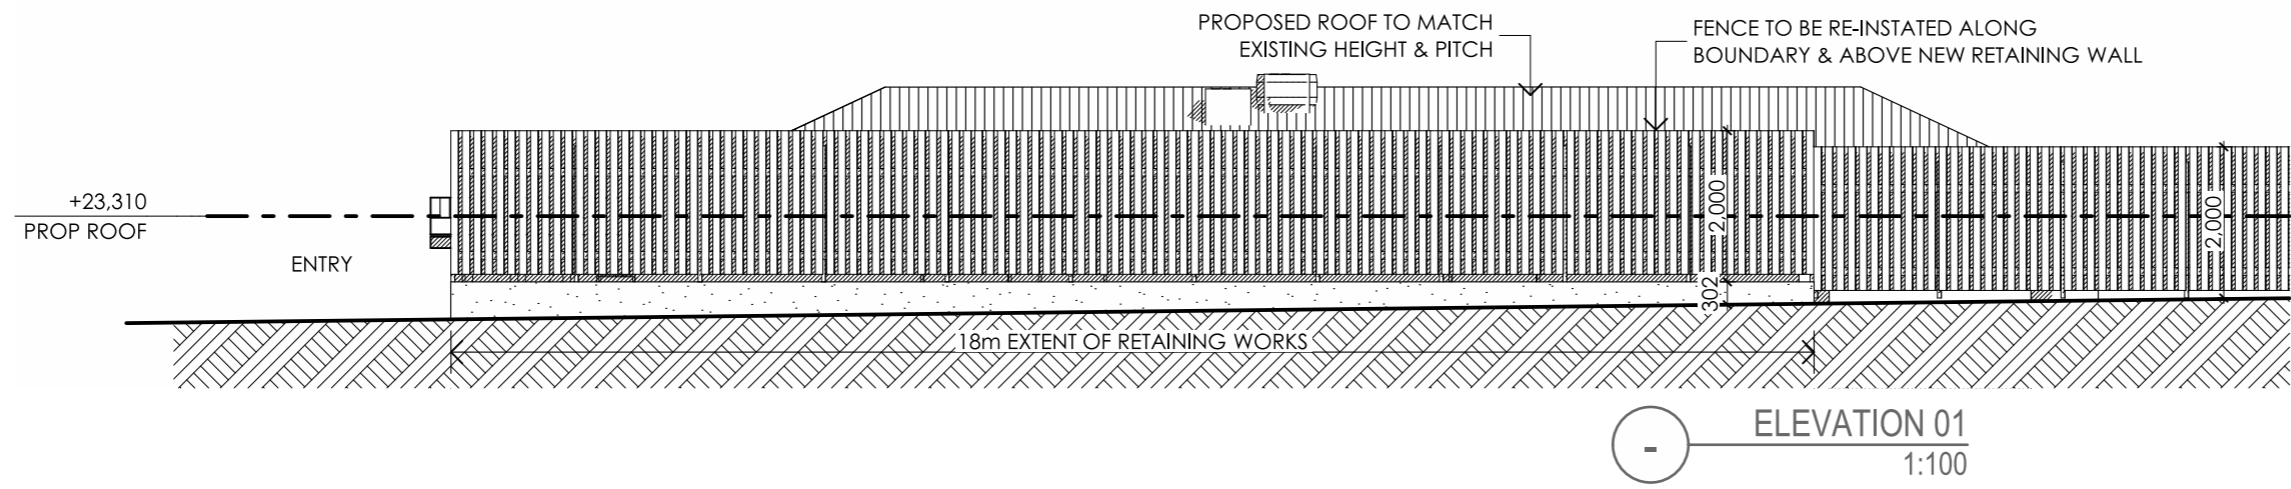 PROPOSED ROOF TO MATCH
EXISTING HEIGHT & PITCH
FENCE TO BE RE-INSTATED ALONG
BOUNDARY & ABOVE NEW RETAINING WALL
+23,310
PROP ROOF
ENTRY
2,000
302
2,000
18m EXTENT OF RETAINING WORKS
-
ELEVATION 01
1:100